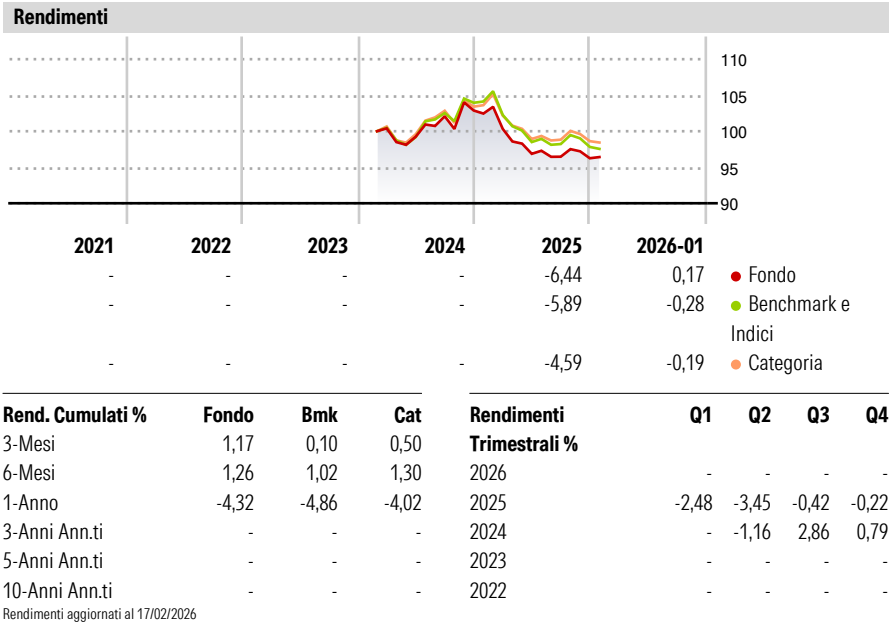 Rendimenti
110
105
100
95
90
2021 2022 2023 2024 2025 2026-01
- - - - -6,44 0,17 Fondo
- - - - -5,89 -0,28 Benchmark e
Indici
- - - - -4,59 -0,19 Categoria
Rend. Cumulati % Fondo Bmk Cat
3-Mesi 1,17 0,10 0,50
6-Mesi 1,26 1,02 1,30
1-Anno -4,32 -4,86 -4,02
3-Anni Ann.ti - - -
5-Anni Ann.ti - - -
10-Anni Ann.ti - - -
Rendimenti Q1 Q2 Q3 Q4
Trimestrali %
2026 - - - -
2025 -2,48 -3,45 -0,42 -0,22
2024 - -1,16 2,86 0,79
2023 - - - -
2022 - - - -
Rendimenti aggiornati al 17/02/2026